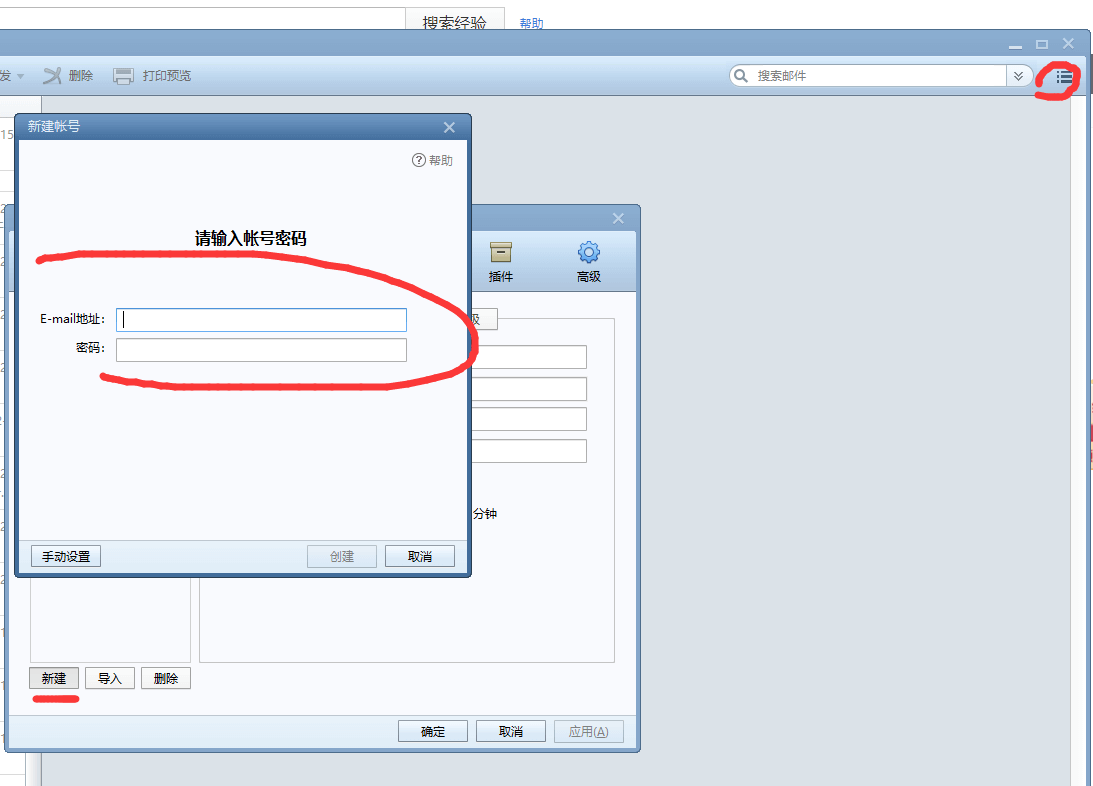 搜索经验 帮助
发 删除 打印预览 搜索邮件
新建帐号
15
帮助
请输入帐号密码
插件 高级
E-mail地址:
密码:
分钟
手动设置 创建 取消
新建 导入 删除
确定 取消 应用(A)